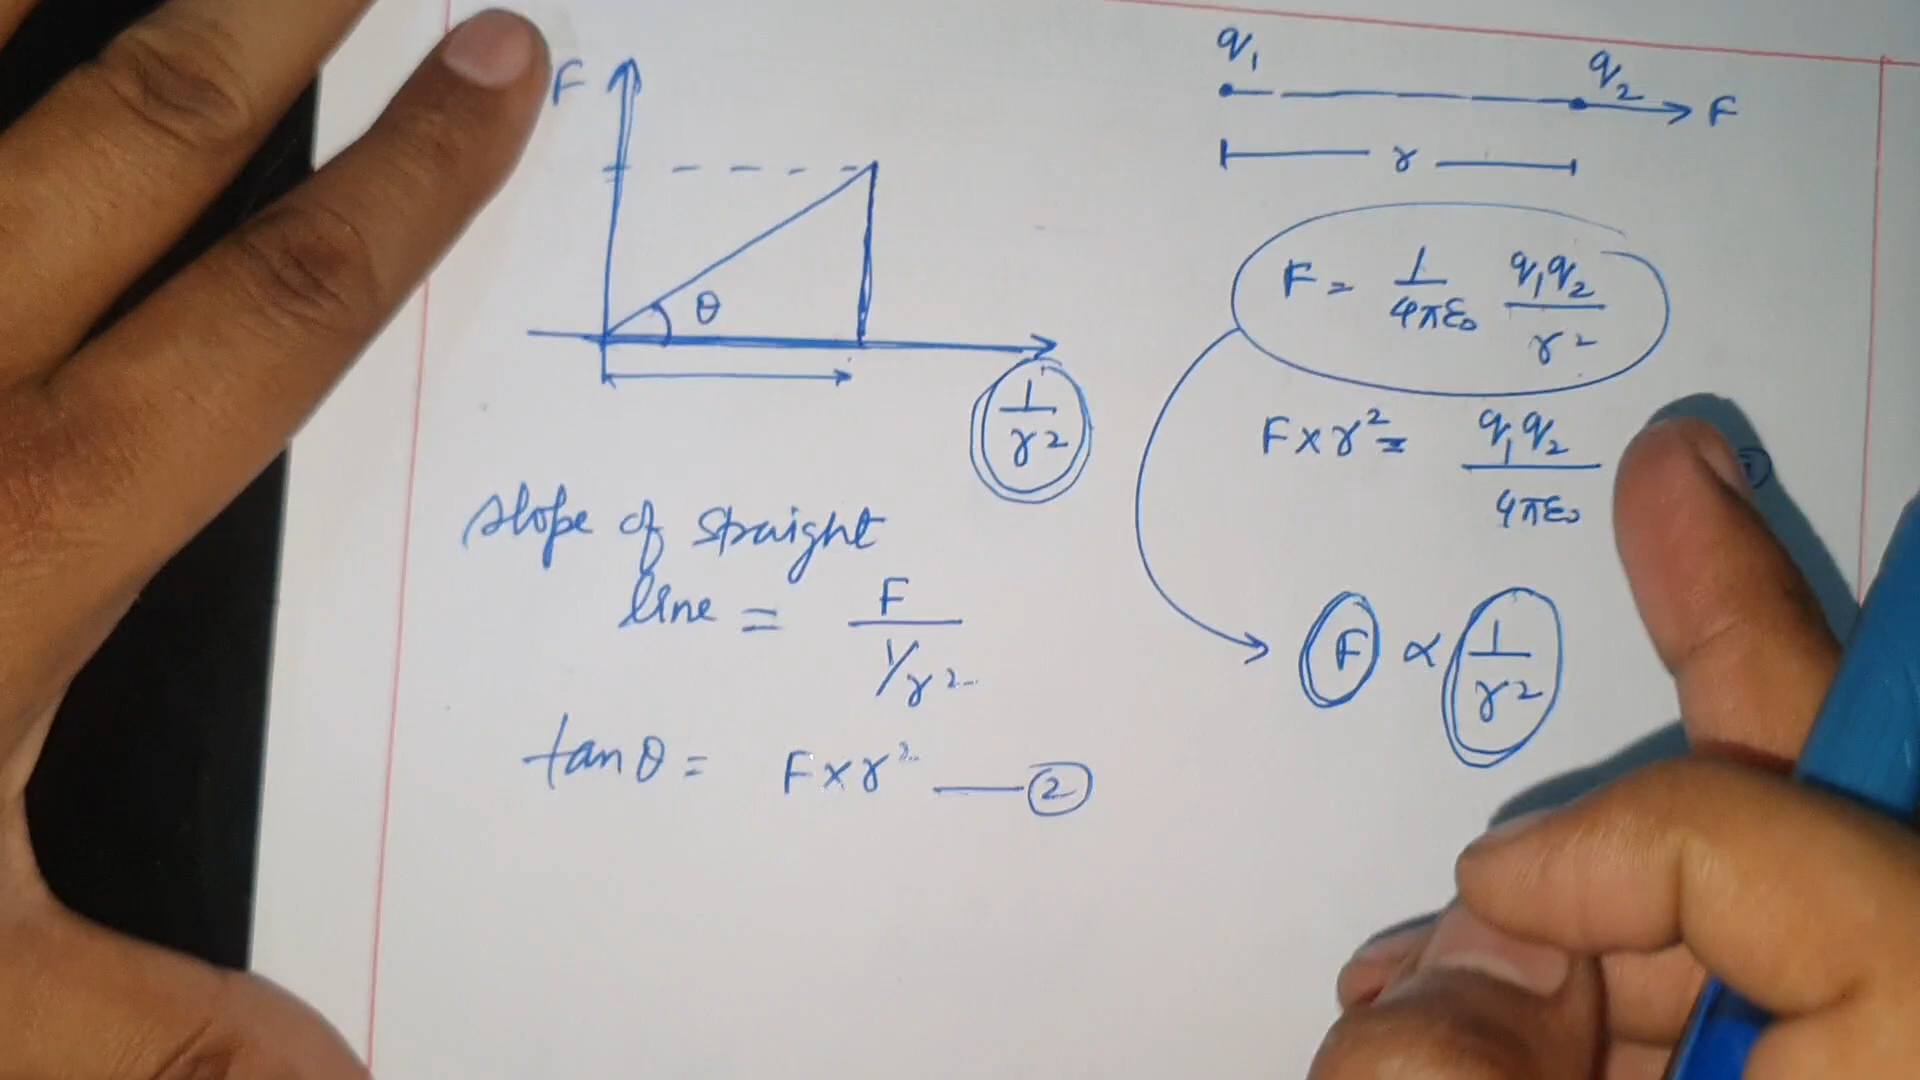 F
θ
1/r²
slope of straight
line = F / 1/r²
tanθ = F×r² — ②
q₁ q₂ F
r
F = 1/4πε₀ q₁q₂/r²
F×r² = q₁q₂/4πε₀
F ∝ 1/r²